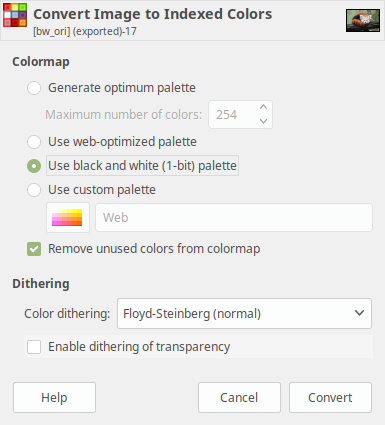 Convert Image to Indexed Colors
[bw_ori] (exported)-17
Colormap
Generate optimum palette
Maximum number of colors: 254
Use web-optimized palette
Use black and white (1-bit) palette
Use custom palette
Web
Remove unused colors from colormap
Dithering
Color dithering: Floyd-Steinberg (normal)
Enable dithering of transparency
Help Cancel Convert